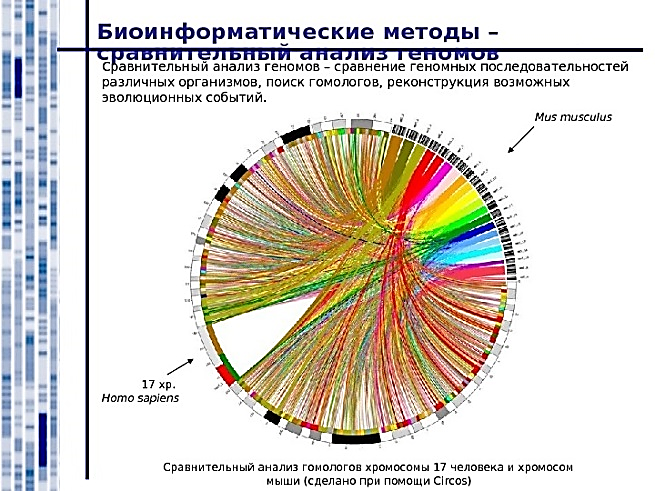 Биоинформатические методы –
сравнительный анализ геномов
Сравнительный анализ геномов – сравнение геномных последовательностей
различных организмов, поиск гомологов, реконструкция возможных
эволюционных событий.
Mus musculus
17 хр.
Homo sapiens
Сравнительный анализ гомологов хромосомы 17 человека и хромосом
мыши (сделано при помощи Circos)